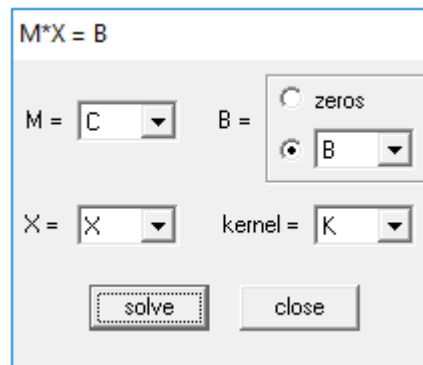 M*X = B
zeros
M = C B =
B
X = X kernel = K
solve close